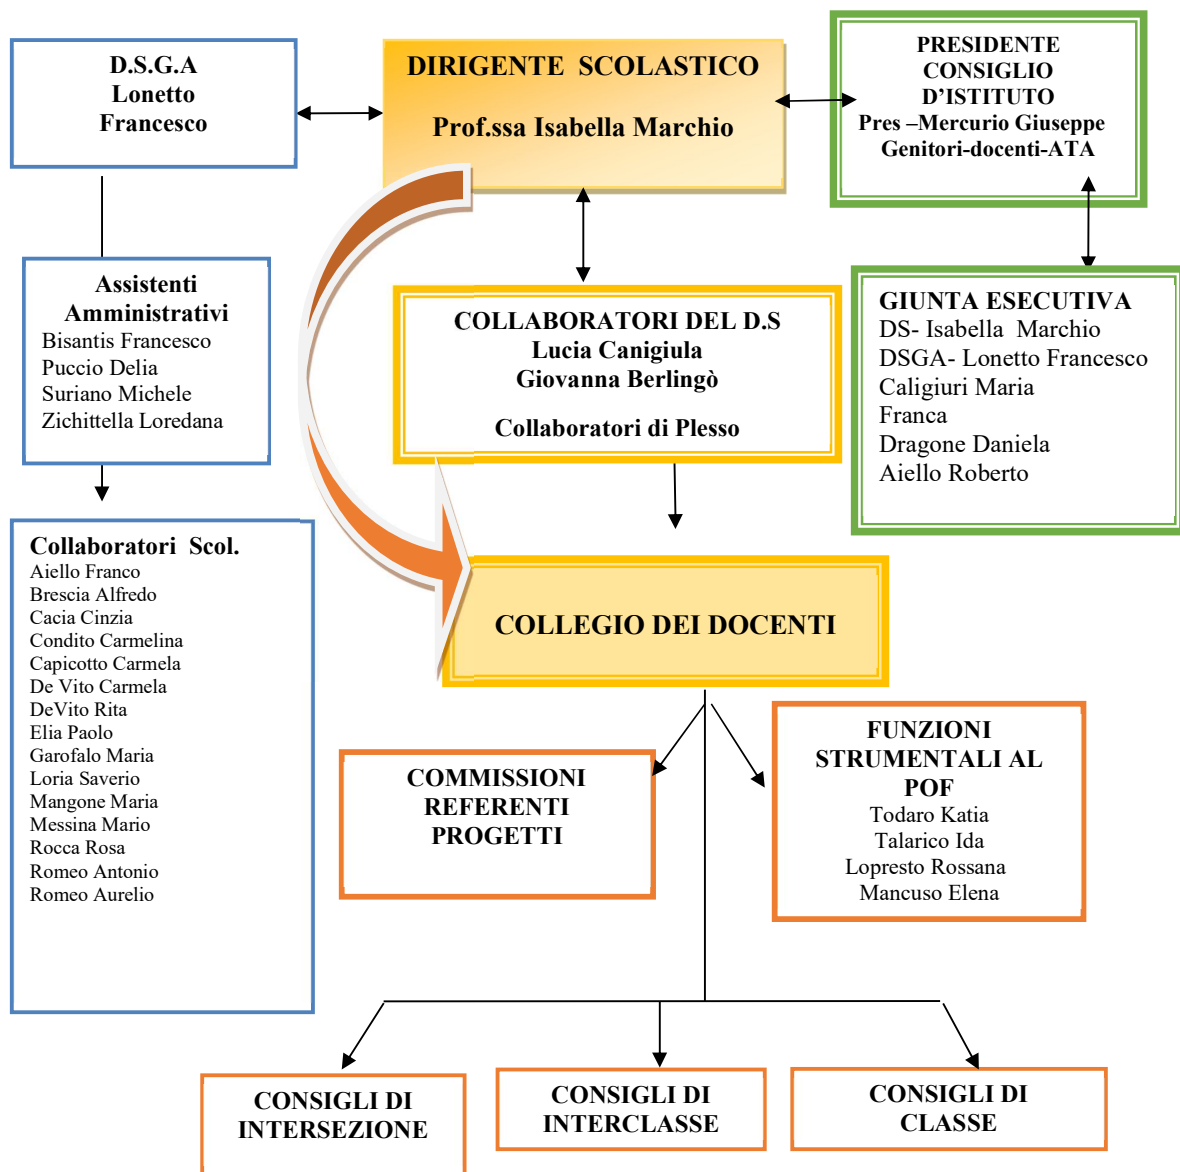 D.S.G.A
Lonetto
Francesco
DIRIGENTE SCOLASTICO
Prof.ssa Isabella Marchio
PRESIDENTE
CONSIGLIO
D'ISTITUTO
Pres –Mercurio Giuseppe
Genitori-docenti-ATA
Assistenti
Amministrativi
Bisantis Francesco
Puccio Delia
Suriano Michele
Zichittella Loredana
COLLABORATORI DEL D.S
Lucia Canigiula
Giovanna Berlingò
Collaboratori di Plesso
GIUNTA ESECUTIVA
DS- Isabella Marchio
DSGA- Lonetto Francesco
Caligiuri Maria
Franca
Dragone Daniela
Aiello Roberto
Collaboratori Scol.
Aiello Franco
Brescia Alfredo
Cacia Cinzia
Condito Carmelina
Capicotto Carmela
De Vito Carmela
DeVito Rita
Elia Paolo
Garofalo Maria
Loria Saverio
Mangone Maria
Messina Mario
Rocca Rosa
Romeo Antonio
Romeo Aurelio
COLLEGIO DEI DOCENTI
COMMISSIONI
REFERENTI
PROGETTI
FUNZIONI
STRUMENTALI AL
POF
Todaro Katia
Talarico Ida
Lopresto Rossana
Mancuso Elena
CONSIGLI DI
INTERSEZIONE
CONSIGLI DI
INTERCLASSE
CONSIGLI DI
CLASSE